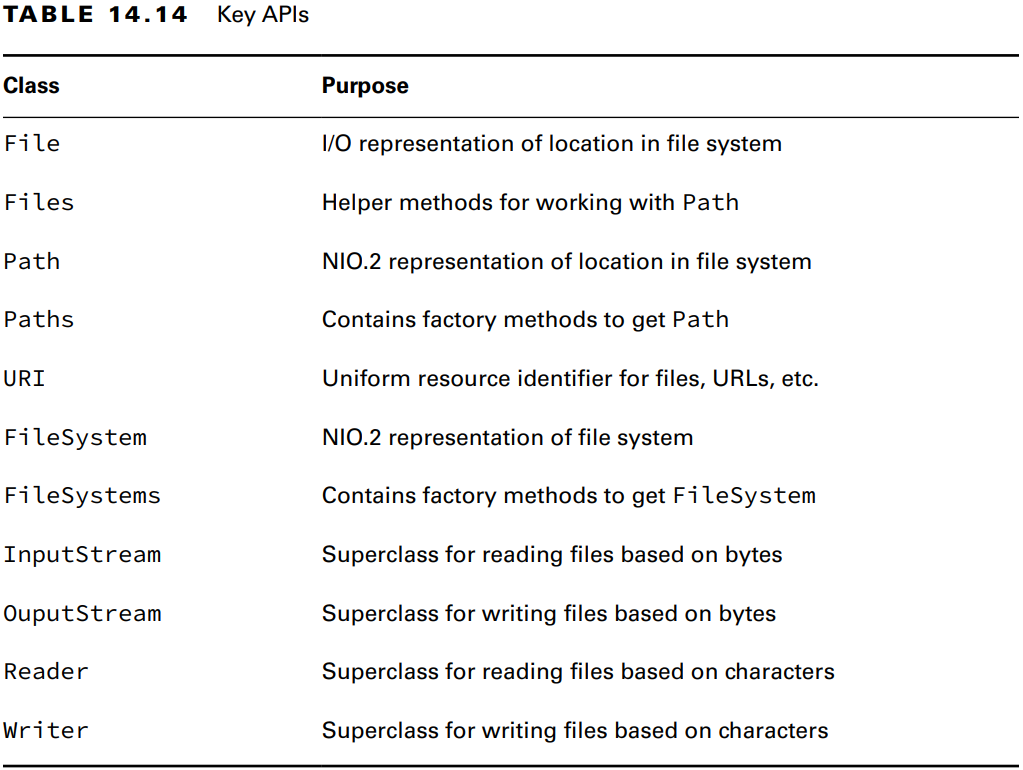 TABLE 14.14 Key APIs
Class Purpose
File I/O representation of location in file system
Files Helper methods for working with Path
Path NIO.2 representation of location in file system
Paths Contains factory methods to get Path
URI Uniform resource identifier for files, URLs, etc.
FileSystem NIO.2 representation of file system
FileSystems Contains factory methods to get FileSystem
InputStream Superclass for reading files based on bytes
OuputStream Superclass for writing files based on bytes
Reader Superclass for reading files based on characters
Writer Superclass for writing files based on characters